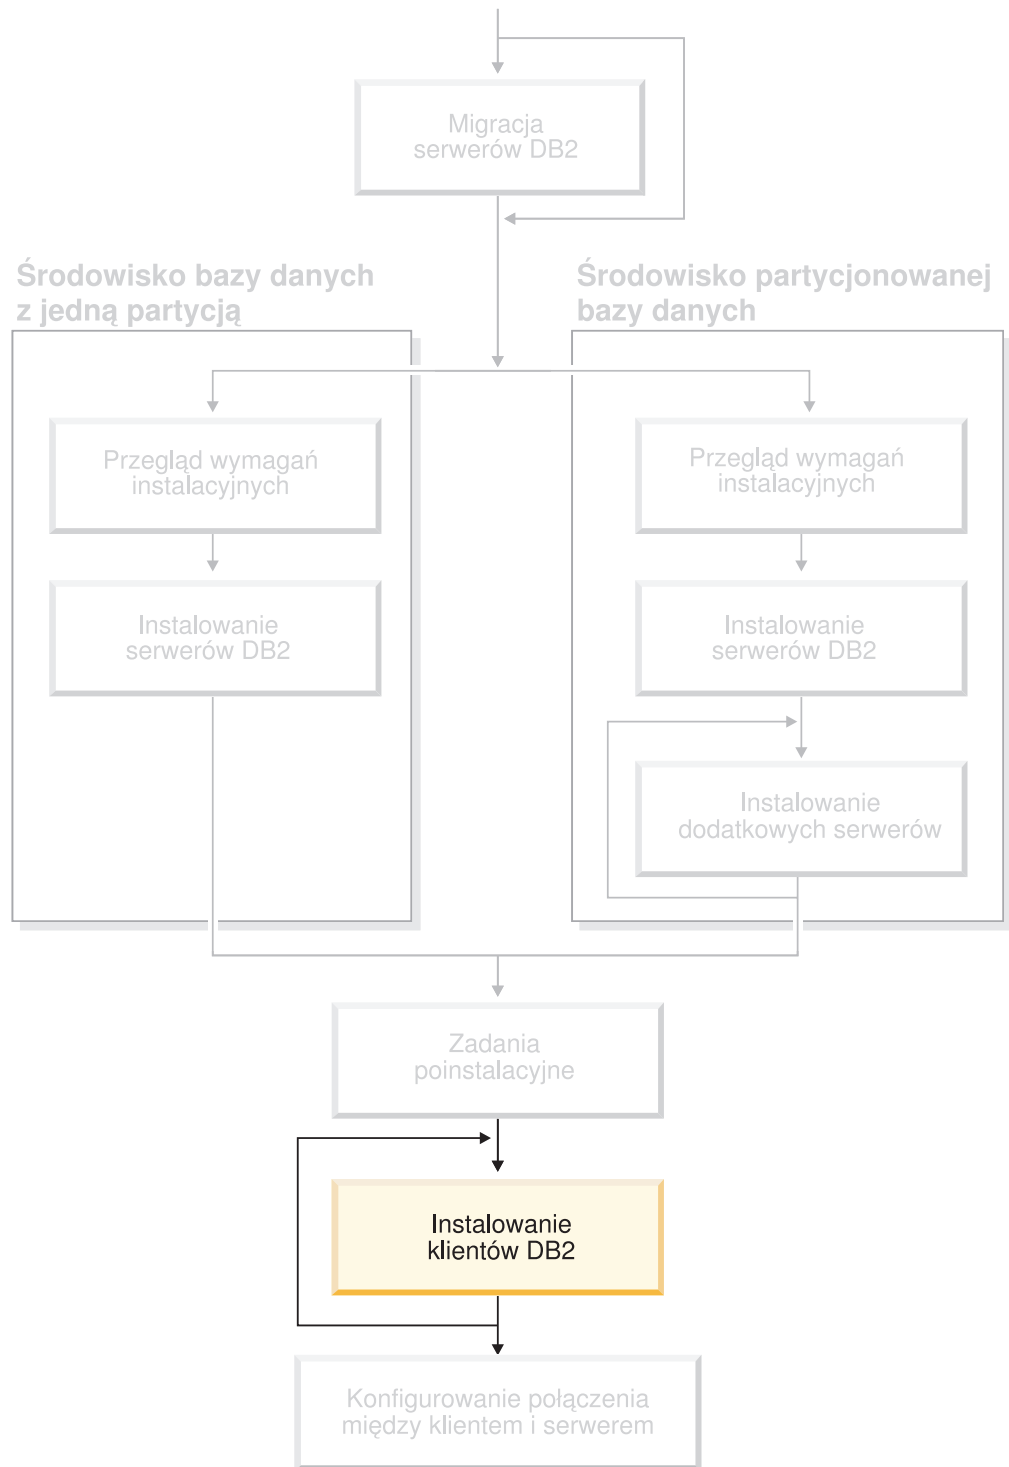 Migracja
serwerów DB2
Środowisko bazy danych
z jedną partycją
Środowisko partycjonowanej
bazy danych
Przegląd wymagań
instalacyjnych
Instalowanie
serwerów DB2
Przegląd wymagań
instalacyjnych
Instalowanie
serwerów DB2
Instalowanie
dodatkowych serwerów
Zadania
poinstalacyjne
Instalowanie
klientów DB2
Konfigurowanie połączenia
między klientem i serwerem